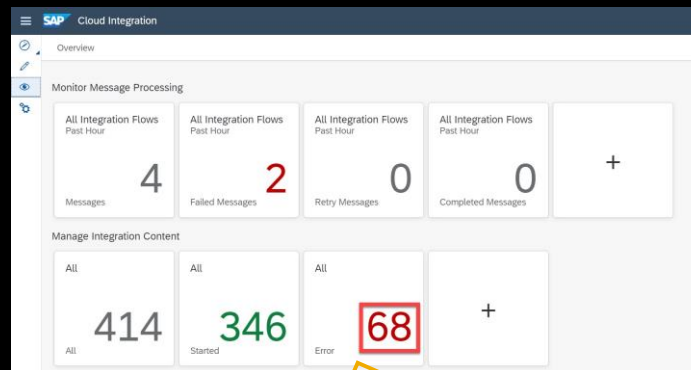 SAP Cloud Integration
Overview
Monitor Message Processing
All Integration Flows
Past Hour
4
Messages
All Integration Flows
Past Hour
2
Failed Messages
All Integration Flows
Past Hour
0
Retry Messages
All Integration Flows
Past Hour
0
Completed Messages
+
Manage Integration Content
All
414
All
All
346
Started
All
68
Error
+